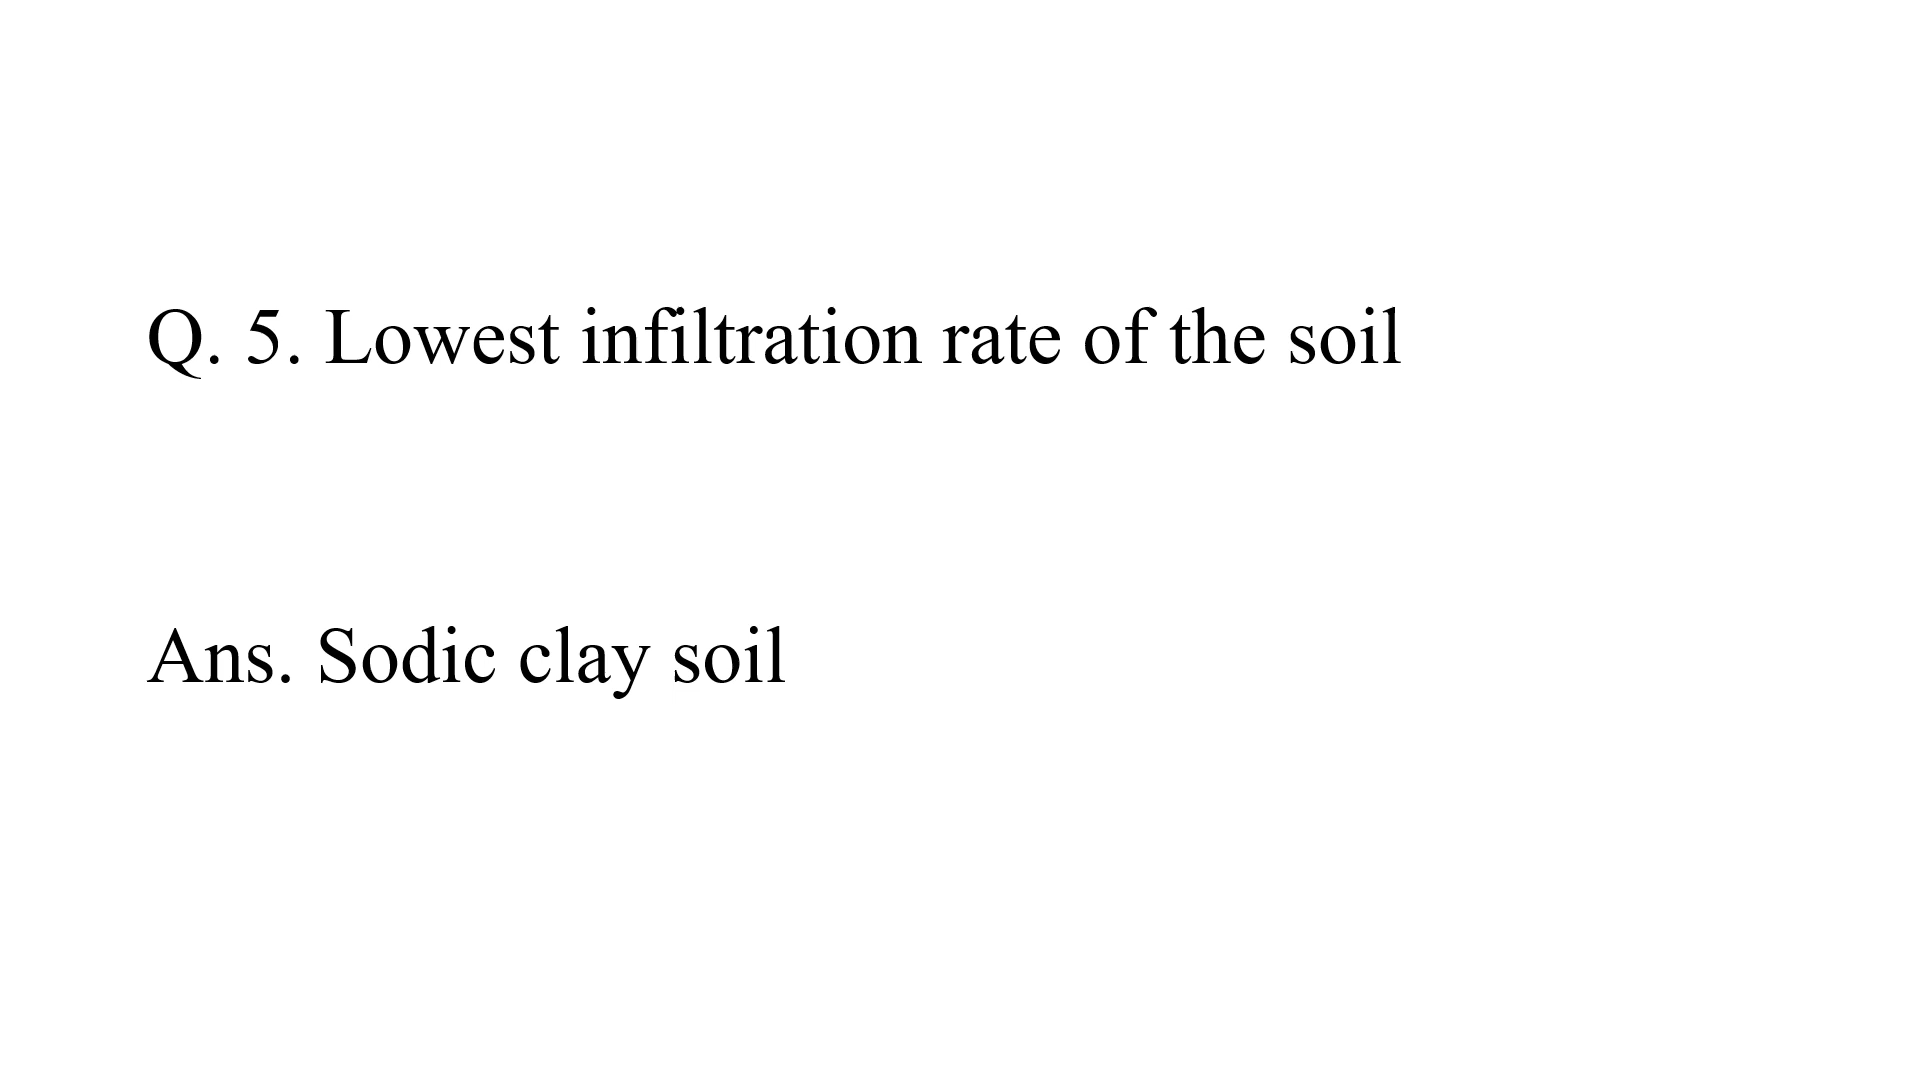 Q. 5. Lowest infiltration rate of the soil
Ans. Sodic clay soil